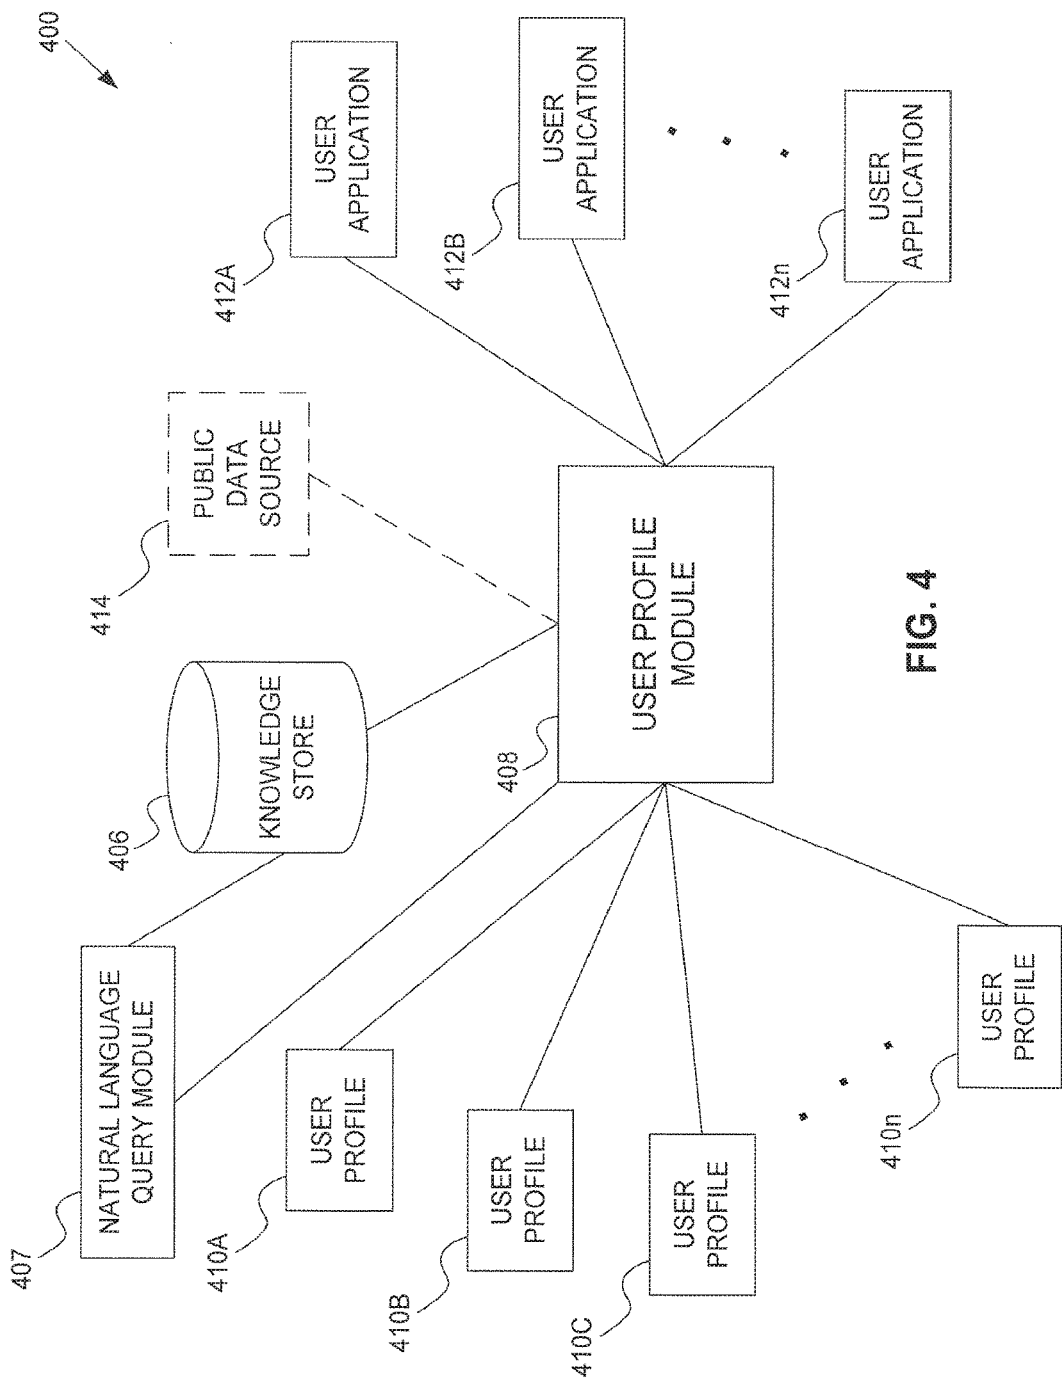 400
407
NATURAL LANGUAGE
QUERY MODULE
406
KNOWLEDGE
STORE
414
PUBLIC
DATA
SOURCE
412A
USER
APPLICATION
410A
USER
PROFILE
412B
USER
APPLICATION
410B
USER
PROFILE
408
USER PROFILE
MODULE
410C
USER
PROFILE
412n
USER
APPLICATION
410n
USER
PROFILE
FIG. 4